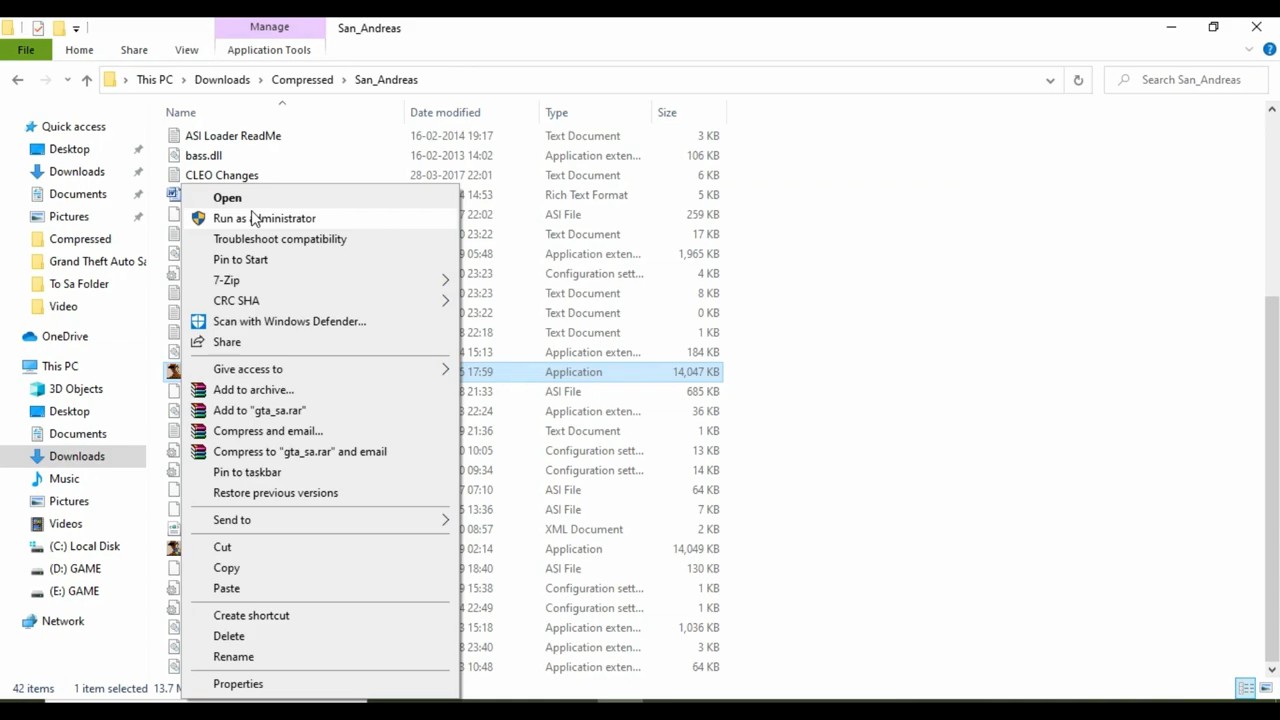 Manage
San_Andreas
File
Home
Share
View
Application Tools
This PC > Downloads > Compressed > San_Andreas
Search San_Andreas
Name
Date modified
Type
Size
Quick access
Desktop
Downloads
Documents
Pictures
Compressed
Grand Theft Auto Sa
To Sa Folder
Video
OneDrive
This PC
3D Objects
Desktop
Documents
Downloads
Music
Pictures
Videos
(C:) Local Disk
(D:) GAME
(E:) GAME
Network
ASI Loader ReadMe 16-02-2014 19:17 Text Document 3 KB
bass.dll 16-02-2013 14:02 Application exten... 106 KB
CLEO Changes 28-03-2017 22:01 Text Document 6 KB
14:53 Rich Text Format 5 KB
22:02 ASI File 259 KB
23:22 Text Document 22 KB
05:48 Application exten... 1,965 KB
23:23 Configuration sett... 4 KB
23:23 Text Document 8 KB
23:22 Text Document 0 KB
22:18 Text Document 1 KB
15:13 Application exten... 184 KB
17:59 Application 14,047 KB
21:33 ASI File 685 KB
22:24 Application exten... 36 KB
21:36 Text Document 1 KB
10:05 Configuration sett... 13 KB
09:34 Configuration sett... 14 KB
07:10 ASI File 64 KB
13:36 ASI File 7 KB
08:57 XML Document 2 KB
02:14 Application 14,049 KB
18:40 ASI File 130 KB
15:38 Configuration sett... 1 KB
22:49 Configuration sett... 1 KB
15:18 Application exten... 1,036 KB
23:40 Application exten... 3 KB
10:48 Application exten... 64 KB
Open
Run as administrator
Troubleshoot compatibility
Pin to Start
7-Zip
CRC SHA
Scan with Windows Defender...
Share
Give access to
Add to archive...
Add to "gta_sa.rar"
Compress and email...
Compress to "gta_sa.rar" and email
Pin to taskbar
Restore previous versions
Send to
Cut
Copy
Paste
Create shortcut
Delete
Rename
Properties
42 items 1 item selected 13.7 M